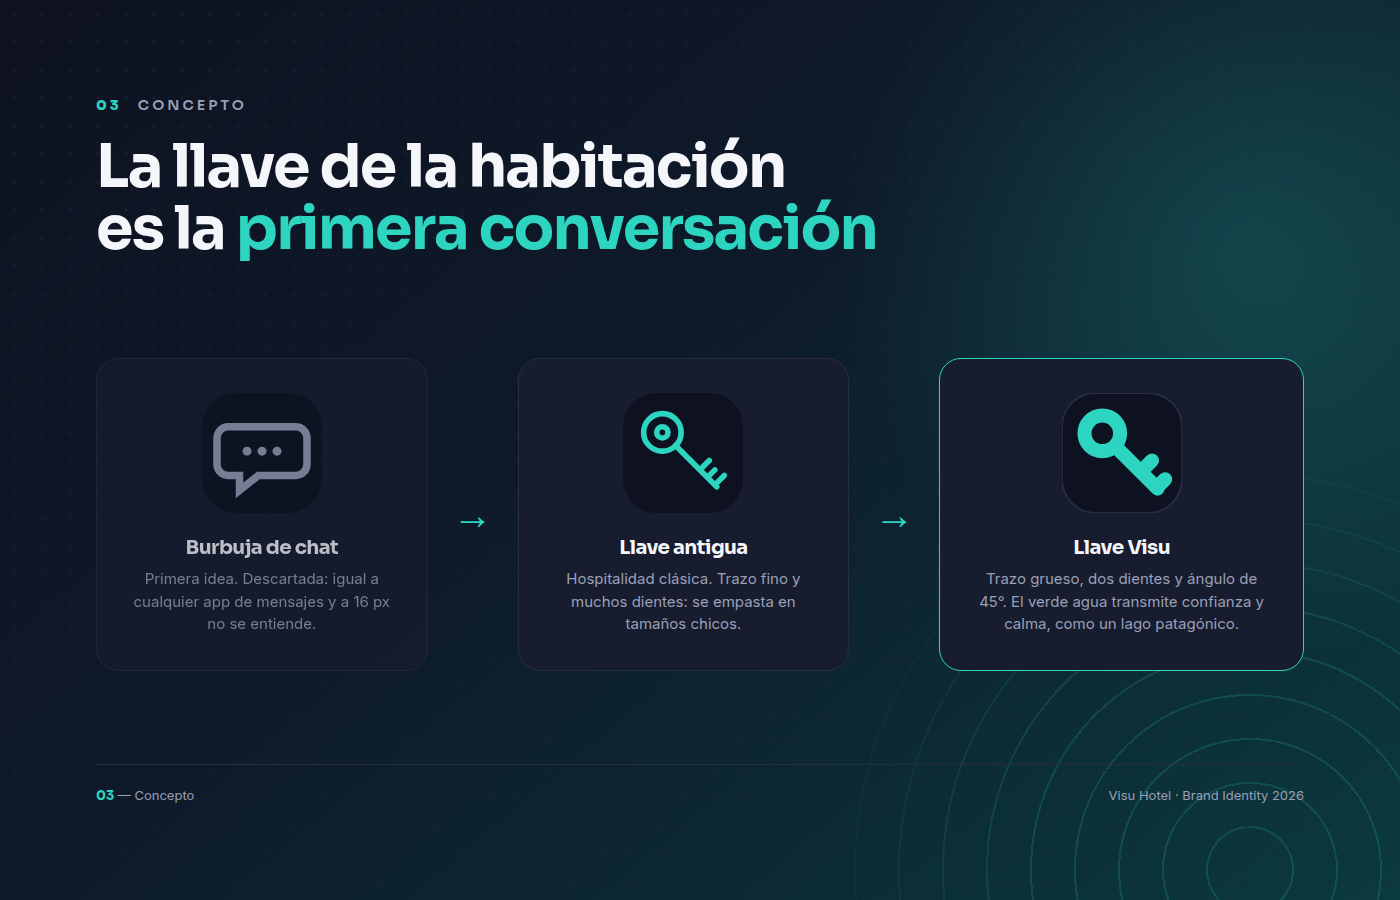 03 CONCEPTO
La llave de la habitación
es la primera conversación
Burbuja de chat
Primera idea. Descartada: igual a
cualquier app de mensajes y a 16 px
no se entiende.
→
Llave antigua
Hospitalidad clásica. Trazo fino y
muchos dientes: se empasta en
tamaños chicos.
→
Llave Visu
Trazo grueso, dos dientes y ángulo de
45°. El verde agua transmite confianza y
calma, como un lago patagónico.
03 — Concepto
Visu Hotel · Brand Identity 2026